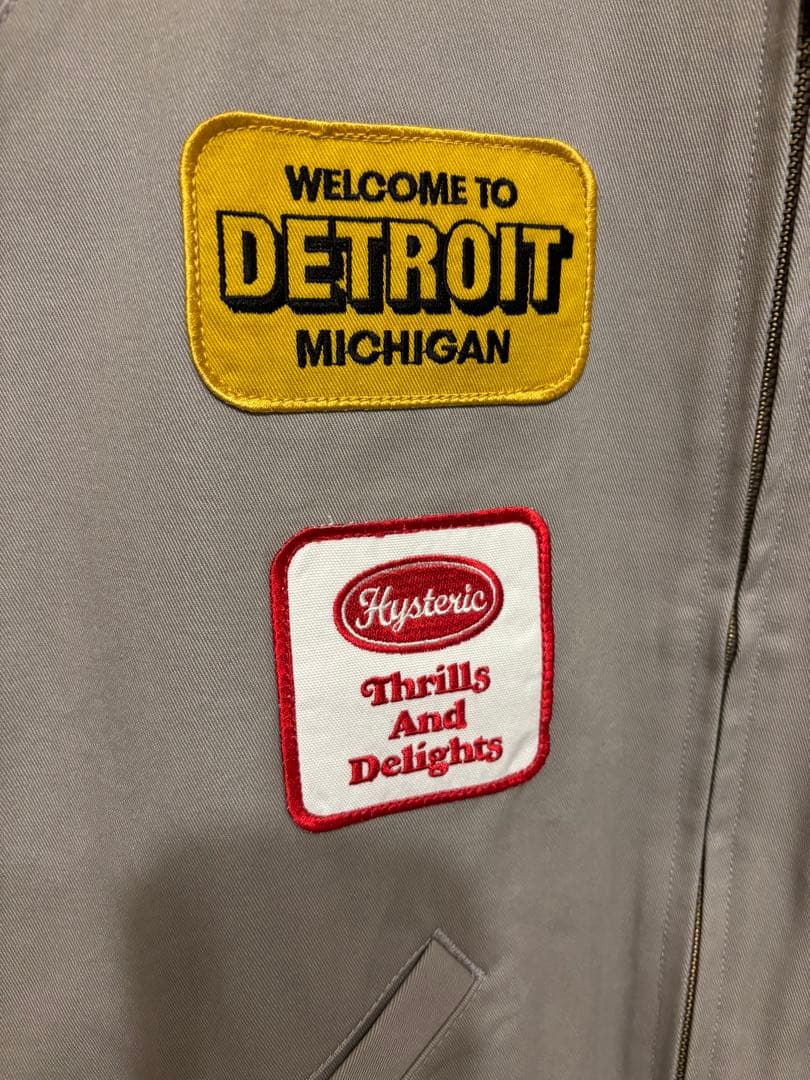 WELCOME TO
DETROIT
MICHIGAN
Hysteric
Thrills
And
Delights